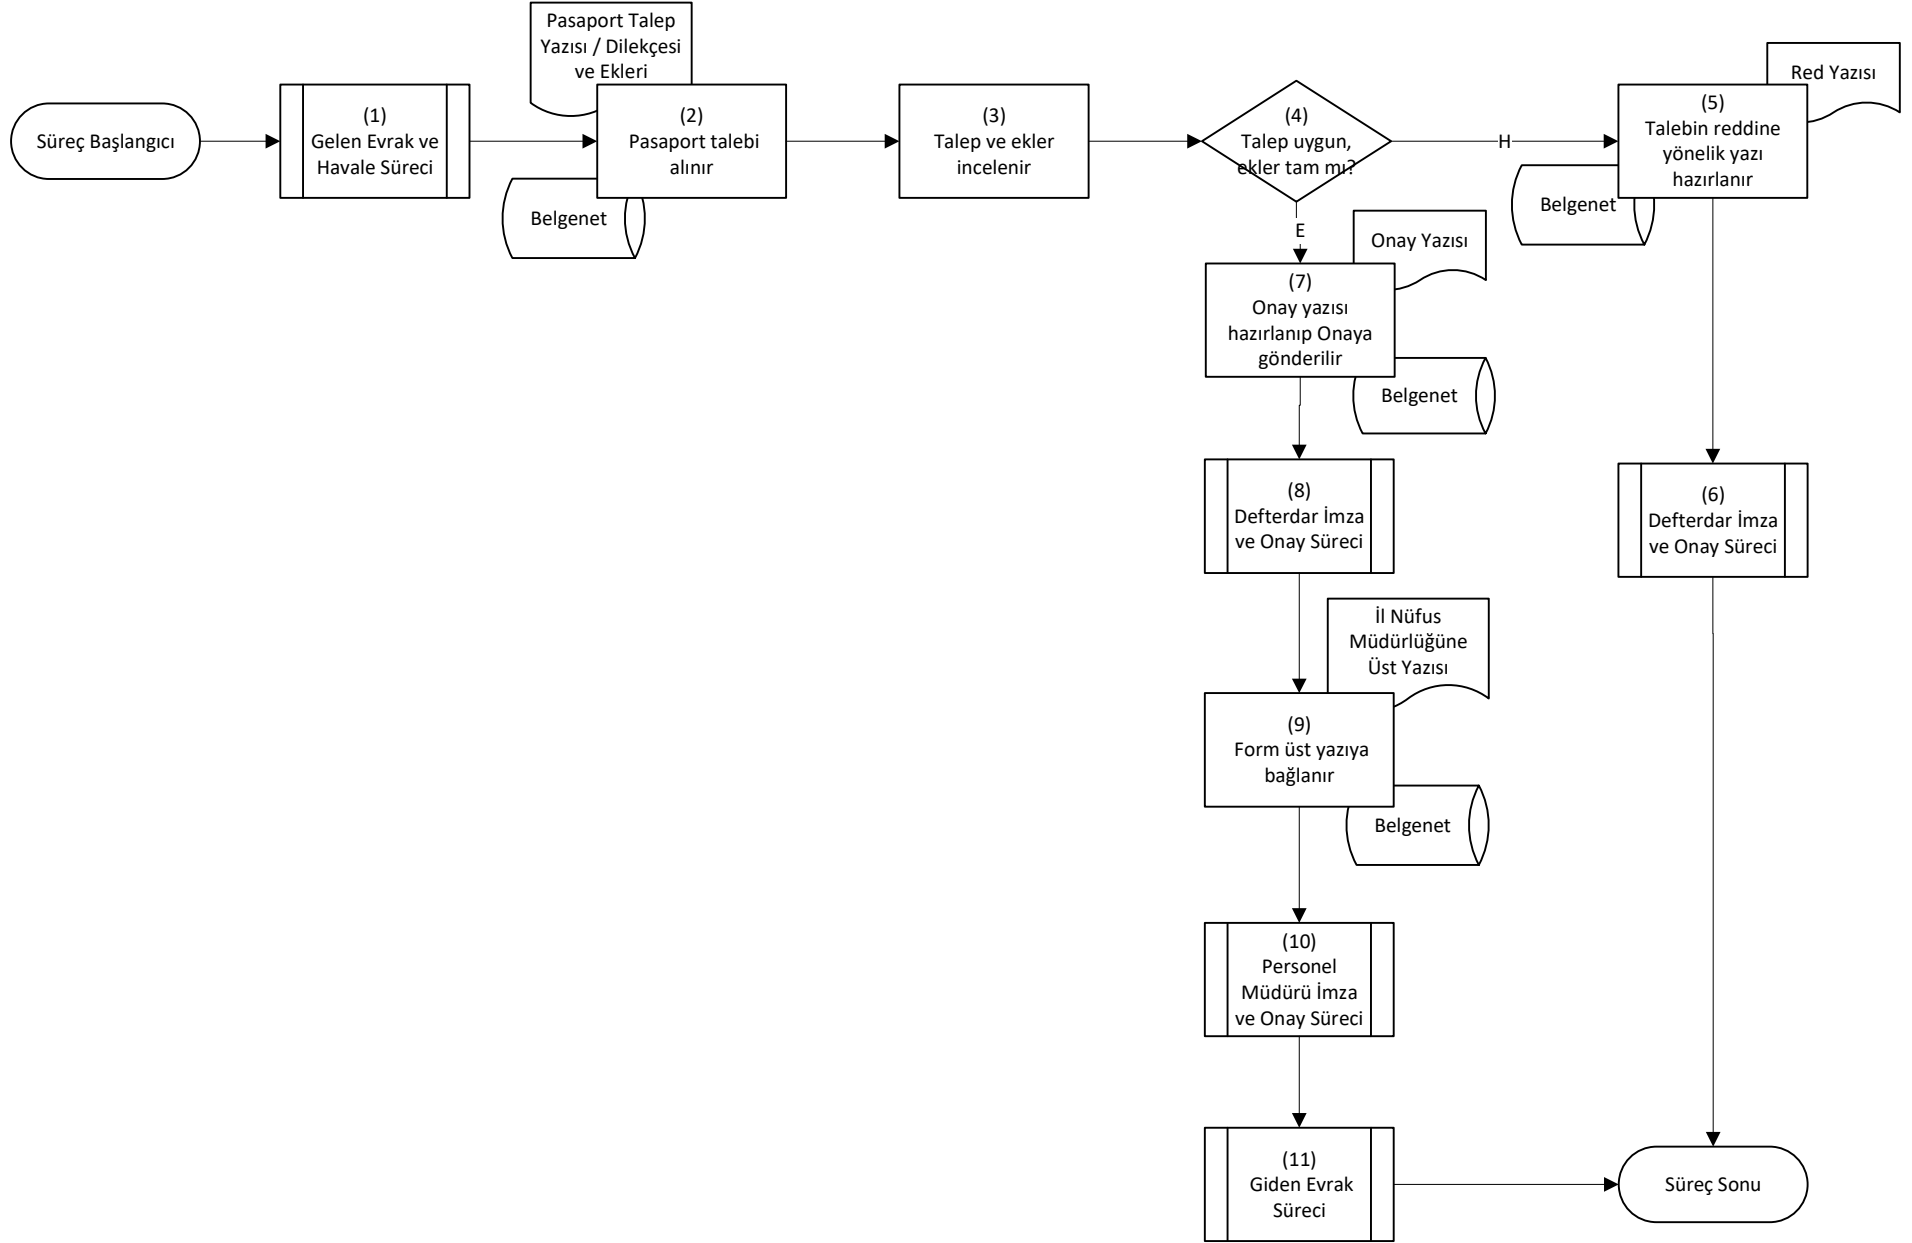 Süreç Başlangıcı
(1)
Gelen Evrak ve
Havale Süreci
Pasaport Talep
Yazısı / Dilekçesi
ve Ekleri
(2)
Pasaport talebi
alınır
Belgenet
(3)
Talep ve ekler
incelenir
(4)
Talep uygun,
ekler tam mı?
H
Red Yazısı
(5)
Talebin reddine
yönelik yazı
hazırlanır
Belgenet
E
Onay Yazısı
(7)
Onay yazısı
hazırlanıp Onaya
gönderilir
Belgenet
(8)
Defterdar İmza
ve Onay Süreci
(6)
Defterdar İmza
ve Onay Süreci
İl Nüfus
Müdürlüğüne
Üst Yazısı
(9)
Form üst yazıya
bağlanır
Belgenet
(10)
Personel
Müdürü İmza
ve Onay Süreci
(11)
Giden Evrak
Süreci
Süreç Sonu